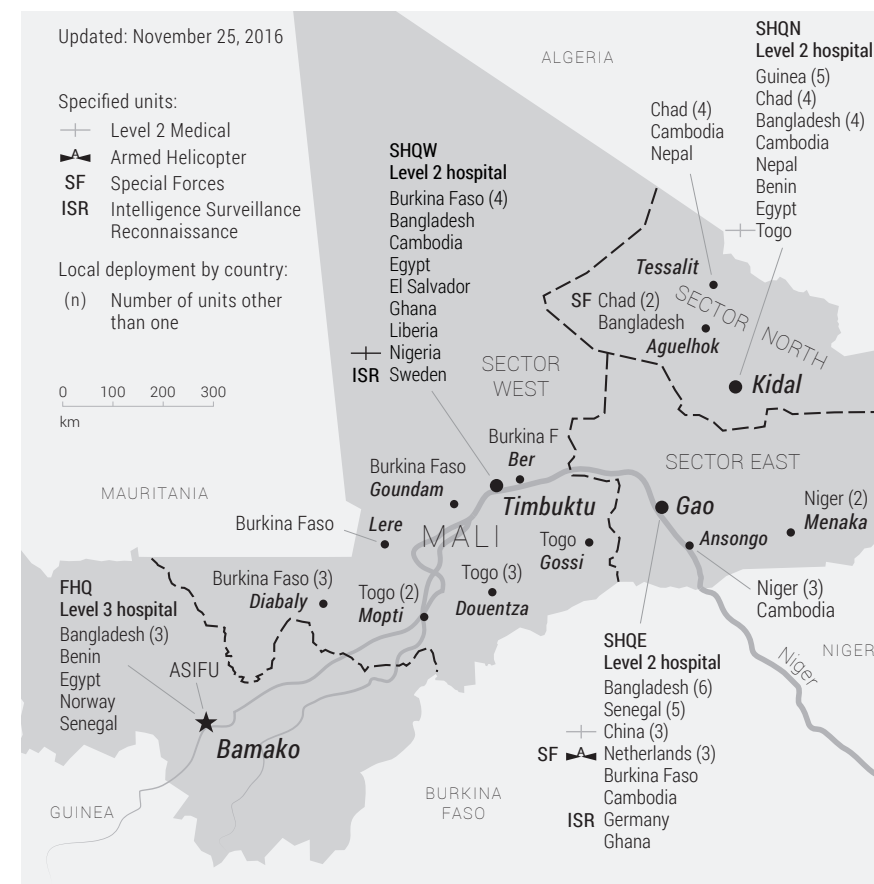 Updated: November 25, 2016
Specified units:
Level 2 Medical
A Armed Helicopter
SF Special Forces
ISR Intelligence Surveillance
Reconnaissance
Local deployment by country:
(n) Number of units other
than one
0 100 200 300
km
ALGERIA
SHQN
Level 2 hospital
Guinea (5)
Chad (4)
Bangladesh (4)
Cambodia
Nepal
Benin
Egypt
Togo
Chad (4)
Cambodia
Nepal
SHQW
Level 2 hospital
Burkina Faso (4)
Bangladesh
Cambodia
Egypt
El Salvador
Ghana
Liberia
Nigeria
ISR Sweden
Tessalit
SF Chad (2)
Bangladesh
Aguelhok
SECTOR NORTH
Kidal
SECTOR
WEST
Burkina F
Ber
SECTOR EAST
MAURITANIA
Burkina Faso
Goundam
Timbuktu
Gao
Niger (2)
Menaka
Burkina Faso
Lere
MALI
Togo
Gossi
Ansongo
Burkina Faso (3)
Diabaly
Togo (2)
Mopti
Togo (3)
Douentza
Niger (3)
Cambodia
FHQ
Level 3 hospital
Bangladesh (3)
Benin
Egypt
Norway
Senegal
ASIFU
Bamako
SHQE
Level 2 hospital
Bangladesh (6)
Senegal (5)
China (3)
SF A Netherlands (3)
Burkina Faso
Cambodia
ISR Germany
Ghana
Niger
NIGER
GUINEA
BURKINA
FASO